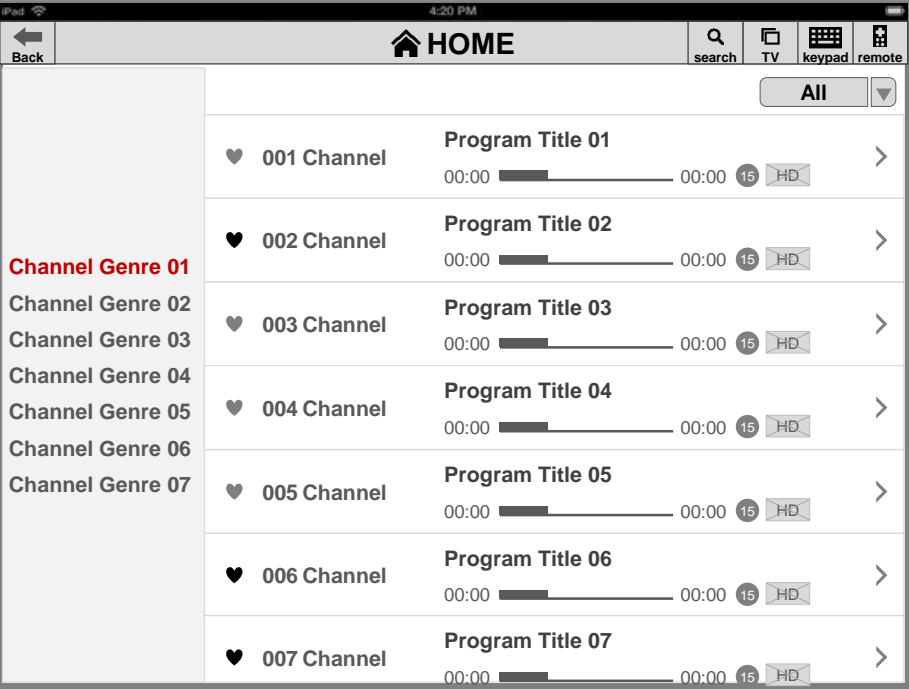 iPad 4:20 PM
Back HOME search TV keypad remote
All
Channel Genre 01
Channel Genre 02
Channel Genre 03
Channel Genre 04
Channel Genre 05
Channel Genre 06
Channel Genre 07
001 Channel Program Title 01
00:00 00:00 15 HD
002 Channel Program Title 02
00:00 00:00 15 HD
003 Channel Program Title 03
00:00 00:00 15 HD
004 Channel Program Title 04
00:00 00:00 15 HD
005 Channel Program Title 05
00:00 00:00 15 HD
006 Channel Program Title 06
00:00 00:00 15 HD
007 Channel Program Title 07
00:00 00:00 15 HD